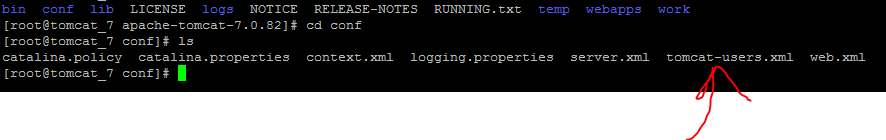 bin  conf  lib  LICENSE  logs  NOTICE  RELEASE-NOTES  RUNNING.txt  temp  webapps  work
[root@tomcat_7 apache-tomcat-7.0.82]# cd conf
[root@tomcat_7 conf]# ls
catalina.policy  catalina.properties  context.xml  logging.properties  server.xml  tomcat-users.xml  web.xml
[root@tomcat_7 conf]#